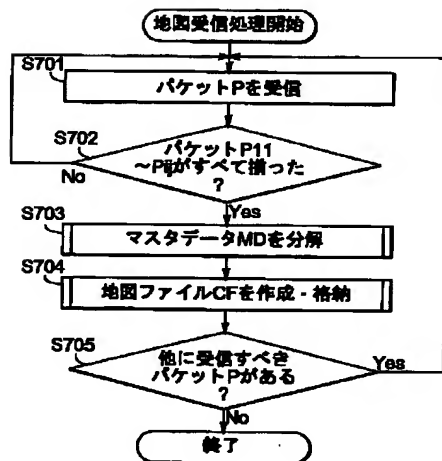 地図受信処理開始
S701
パケットPを受信
S702
パケットP11
～Pijがすべて揃った
?
No
Yes
S703
マスタデータMDを分解
S704
地図ファイルCFを作成・格納
S705
他に受信すべき
パケットPがある
?
Yes
No
終了